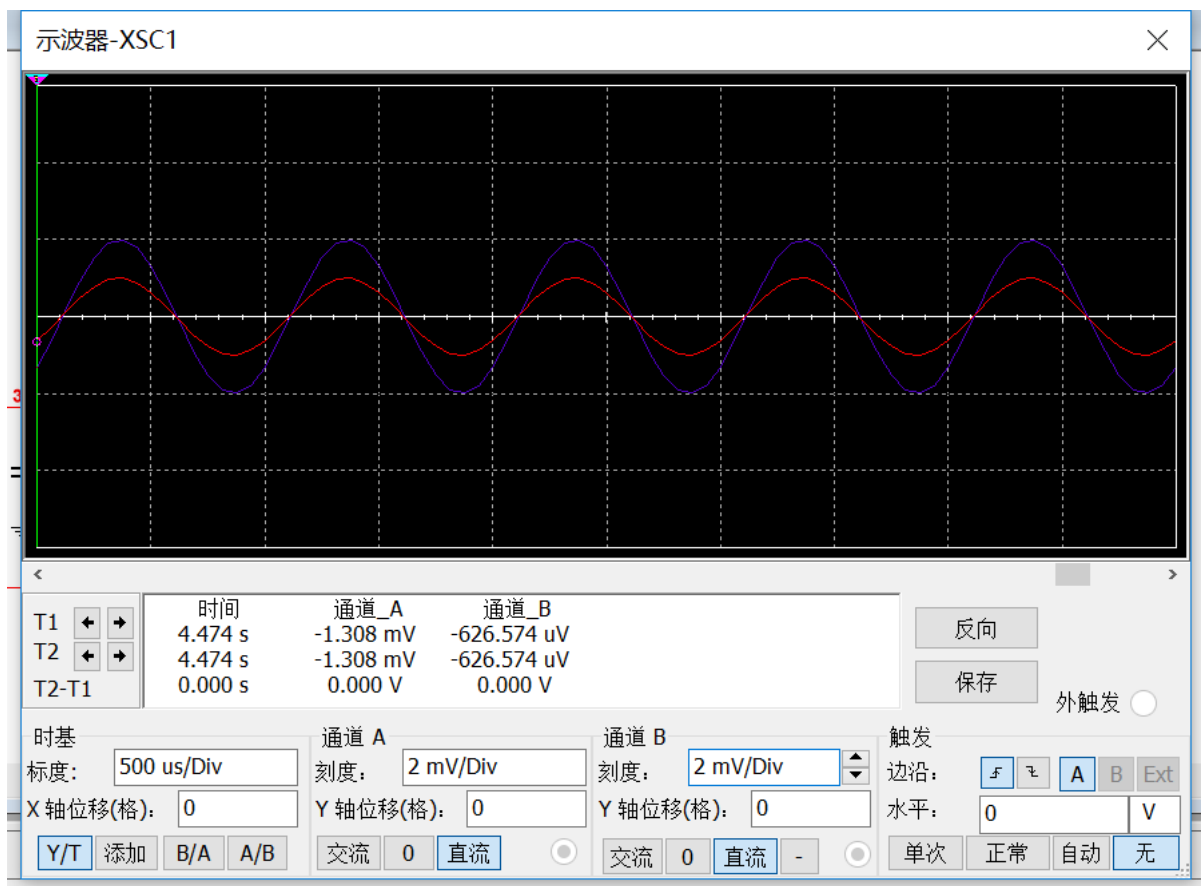 示波器-XSC1
3
时间 通道_A 通道_B
T1 4.474 s -1.308 mV -626.574 uV
T2 4.474 s -1.308 mV -626.574 uV
T2-T1 0.000 s 0.000 V 0.000 V
反向
保存
外触发
时基 通道 A 通道 B 触发
标度: 500 us/Div 刻度: 2 mV/Div 刻度: 2 mV/Div 边沿: A B Ext
X 轴位移(格): 0 Y 轴位移(格): 0 Y 轴位移(格): 0 水平: 0 V
Y/T 添加 B/A A/B 交流 0 直流 交流 0 直流 - 单次 正常 自动 无